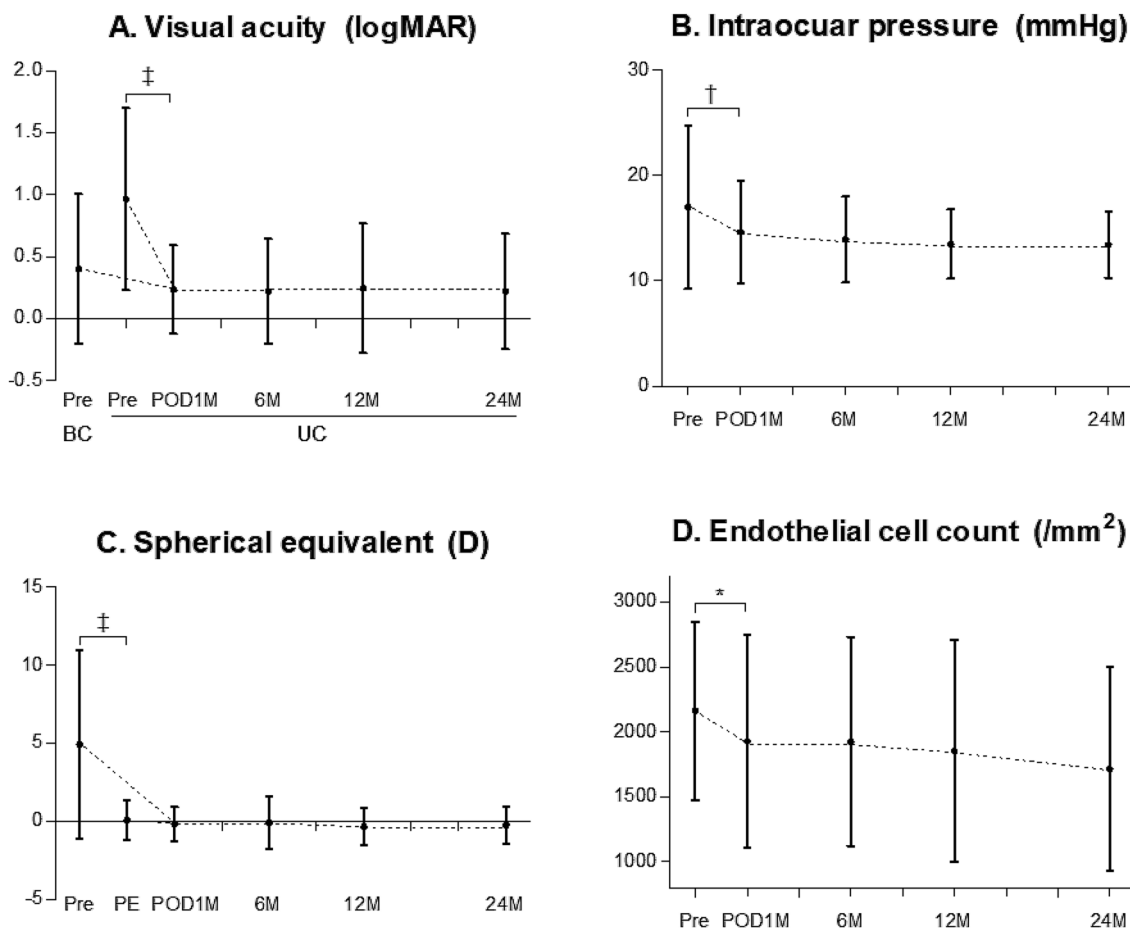 A. Visual acuity (logMAR)
‡
2.0
1.5
1.0
0.5
0.0
-0.5
Pre Pre POD1M 6M 12M 24M
BC UC
B. Intraocuar pressure (mmHg)
†
30
20
10
0
Pre POD1M 6M 12M 24M
C. Spherical equivalent (D)
‡
15
10
5
0
-5
Pre PE POD1M 6M 12M 24M
D. Endothelial cell count (/mm²)
*
3000
2500
2000
1500
1000
Pre POD1M 6M 12M 24M